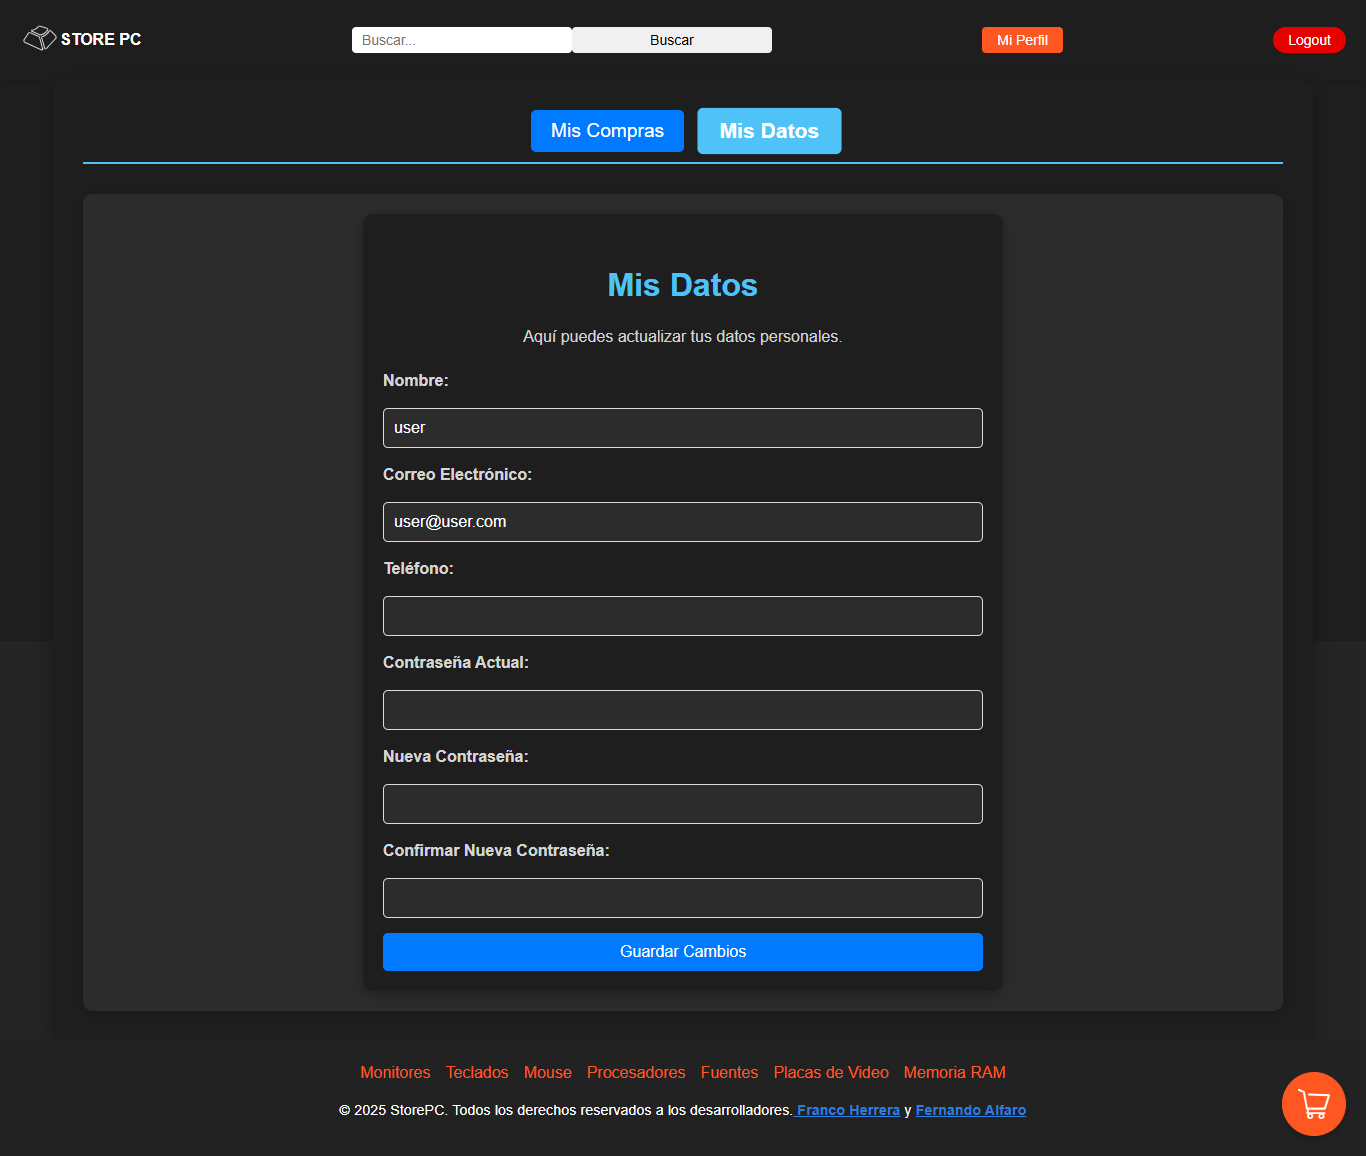 STORE PC
Buscar...
Buscar
Mi Perfil
Logout
Mis Compras
Mis Datos
Mis Datos
Aquí puedes actualizar tus datos personales.
Nombre:
user
Correo Electrónico:
user@user.com
Teléfono:
Contraseña Actual:
Nueva Contraseña:
Confirmar Nueva Contraseña:
Guardar Cambios
Monitores Teclados Mouse Procesadores Fuentes Placas de Video Memoria RAM
© 2025 StorePC. Todos los derechos reservados a los desarrolladores. Franco Herrera y Fernando Alfaro